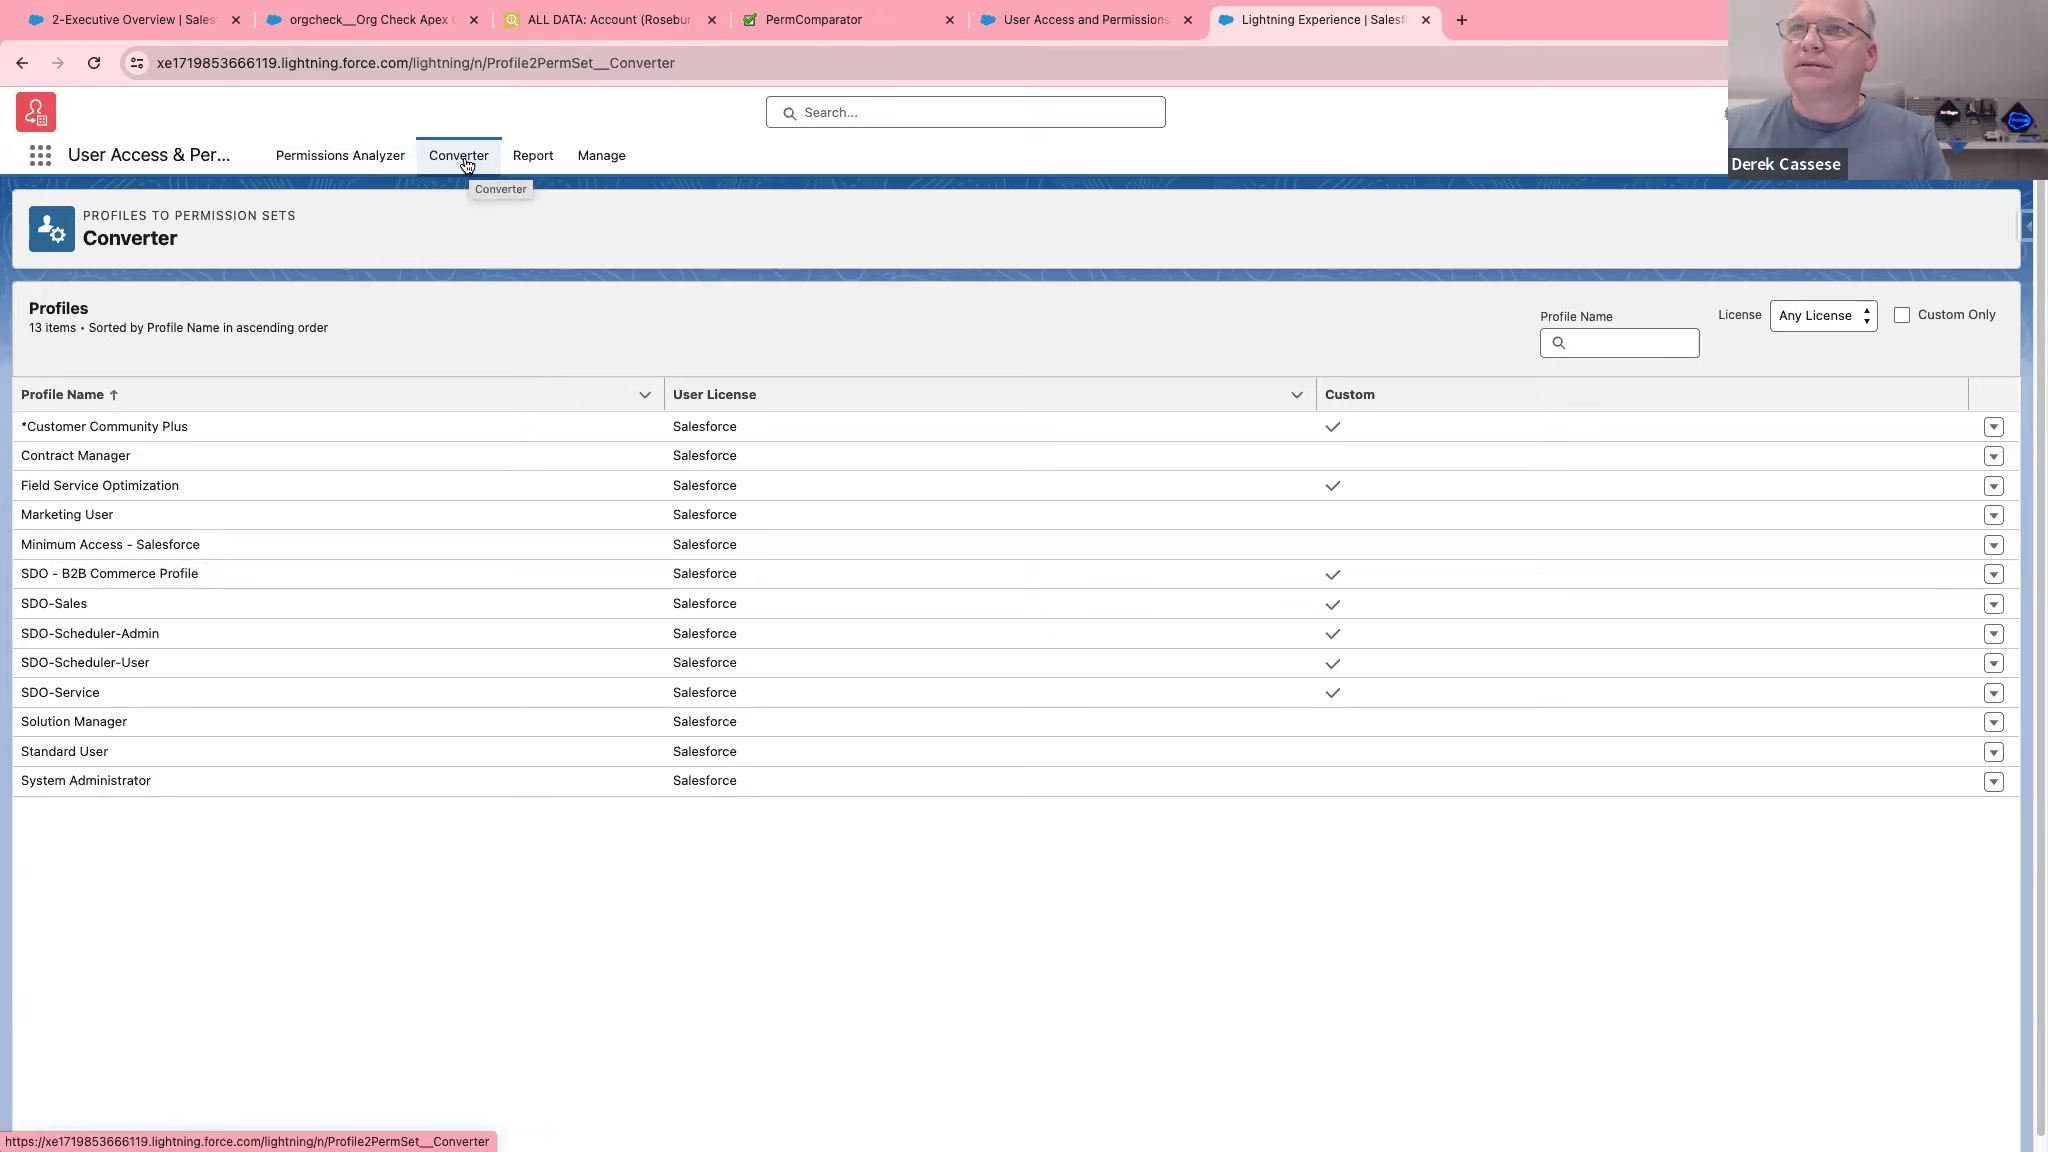 2-Executive Overview | Sales
orgcheck__Org Check Apex
ALL DATA: Account (Rosebur
PermComparator
User Access and Permissions
Lightning Experience | Salesf
xe1719853666119.lightning.force.com/lightning/n/Profile2PermSet__Converter
Search...
User Access & Per...
Permissions Analyzer
Converter
Report
Manage
Derek Cassese
Converter
PROFILES TO PERMISSION SETS
Converter
Profiles
13 items • Sorted by Profile Name in ascending order
Profile Name
License
Any License
Custom Only
Profile Name ↑ User License Custom
*Customer Community Plus Salesforce
Contract Manager Salesforce
Field Service Optimization Salesforce
Marketing User Salesforce
Minimum Access - Salesforce Salesforce
SDO - B2B Commerce Profile Salesforce
SDO-Sales Salesforce
SDO-Scheduler-Admin Salesforce
SDO-Scheduler-User Salesforce
SDO-Service Salesforce
Solution Manager Salesforce
Standard User Salesforce
System Administrator Salesforce
https://xe1719853666119.lightning.force.com/lightning/n/Profile2PermSet__Converter